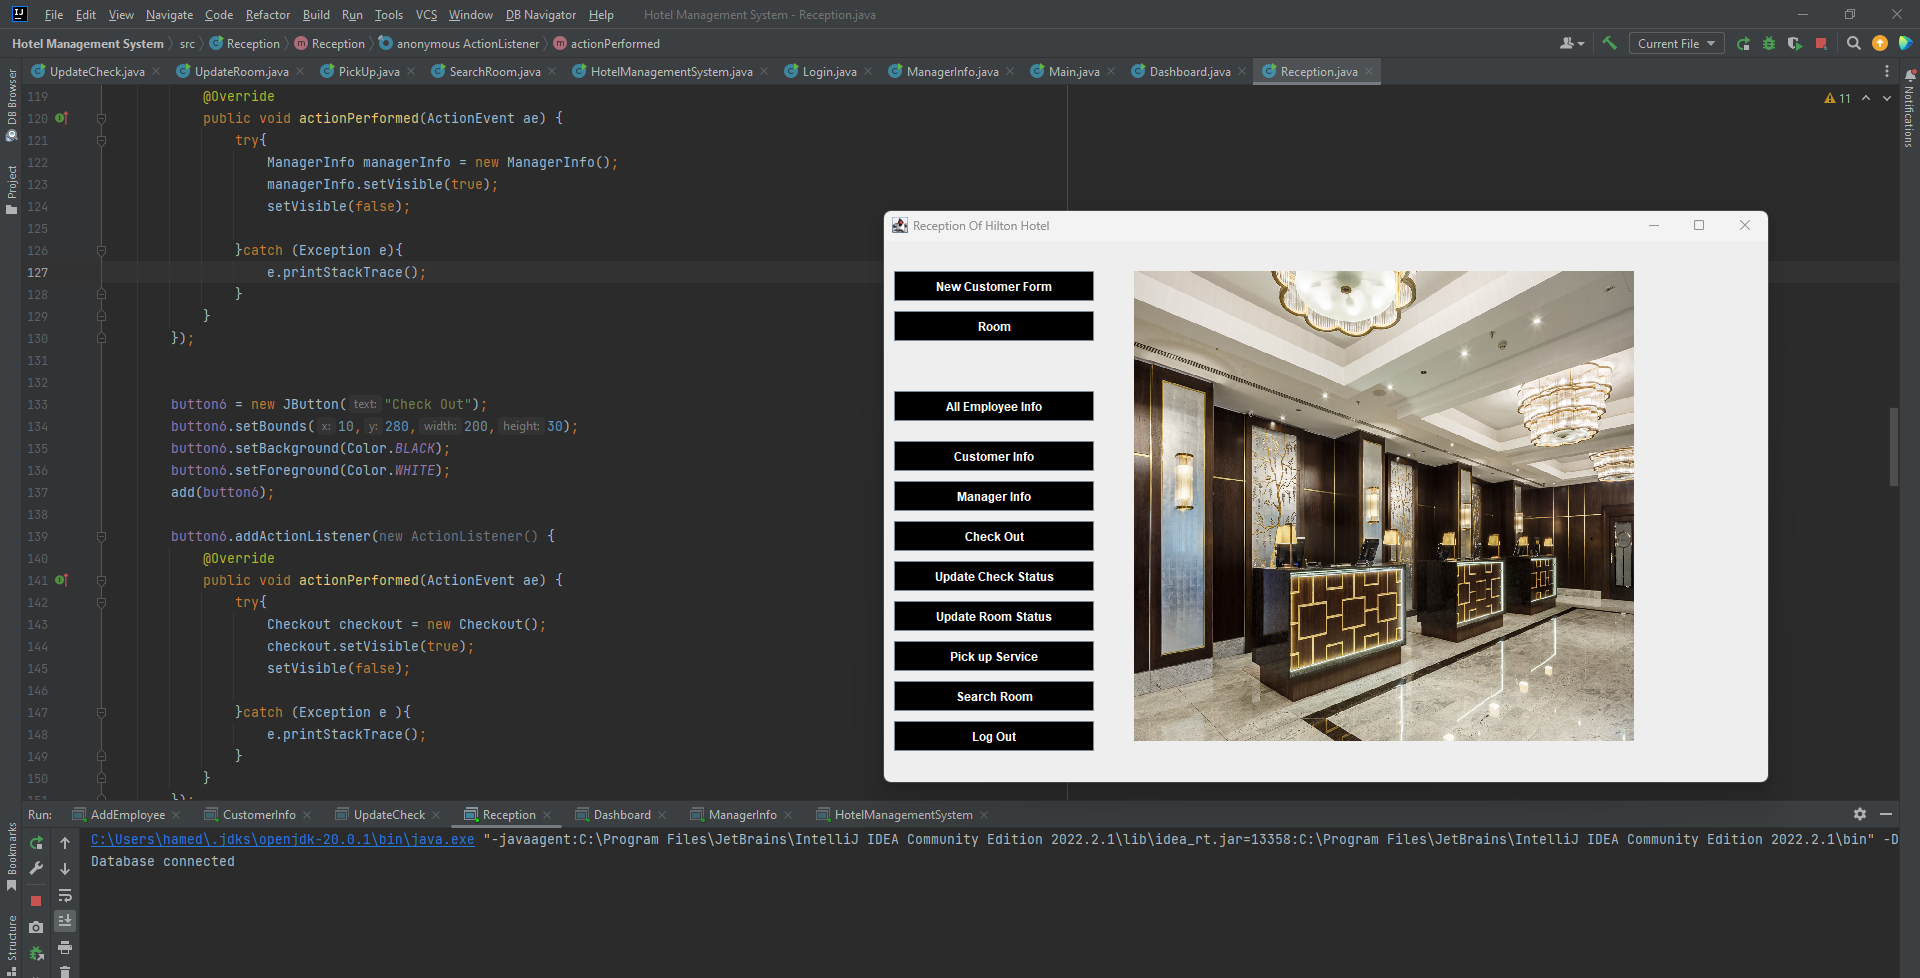 File Edit View Navigate Code Refactor Build Run Tools VCS Window DB Navigator Help Hotel Management System - Reception.java
Hotel Management System src Reception Reception anonymous ActionListener actionPerformed Current File
UpdateCheck.java UpdateRoom.java PickUp.java SearchRoom.java HotelManagementSystem.java Login.java ManagerInfo.java Main.java Dashboard.java Reception.java
DB Browser
Project
Bookmarks
Structure
Notifications
11
119 @Override
120 public void actionPerformed(ActionEvent ae) {
121 try{
122 ManagerInfo managerInfo = new ManagerInfo();
123 managerInfo.setVisible(true);
124 setVisible(false);
125
126 }catch (Exception e){
127 e.printStackTrace();
128 }
129 }
130 });
131
132
133 button6 = new JButton( text: "Check Out");
134 button6.setBounds( x: 10, y: 280, width: 200, height: 30);
135 button6.setBackground(Color.BLACK);
136 button6.setForeground(Color.WHITE);
137 add(button6);
138
139 button6.addActionListener(new ActionListener() {
140 @Override
141 public void actionPerformed(ActionEvent ae) {
142 try{
143 Checkout checkout = new Checkout();
144 checkout.setVisible(true);
145 setVisible(false);
146
147 }catch (Exception e ){
148 e.printStackTrace();
149 }
150 }
151 });
Reception Of Hilton Hotel
New Customer Form
Room
All Employee Info
Customer Info
Manager Info
Check Out
Update Check Status
Update Room Status
Pick up Service
Search Room
Log Out
Run: AddEmployee CustomerInfo UpdateCheck Reception Dashboard ManagerInfo HotelManagementSystem
C:\Users\hamed\.jdks\openjdk-20.0.1\bin\java.exe "-javaagent:C:\Program Files\JetBrains\IntelliJ IDEA Community Edition 2022.2.1\lib\idea_rt.jar=13358:C:\Program Files\JetBrains\IntelliJ IDEA Community Edition 2022.2.1\bin" -D
Database connected